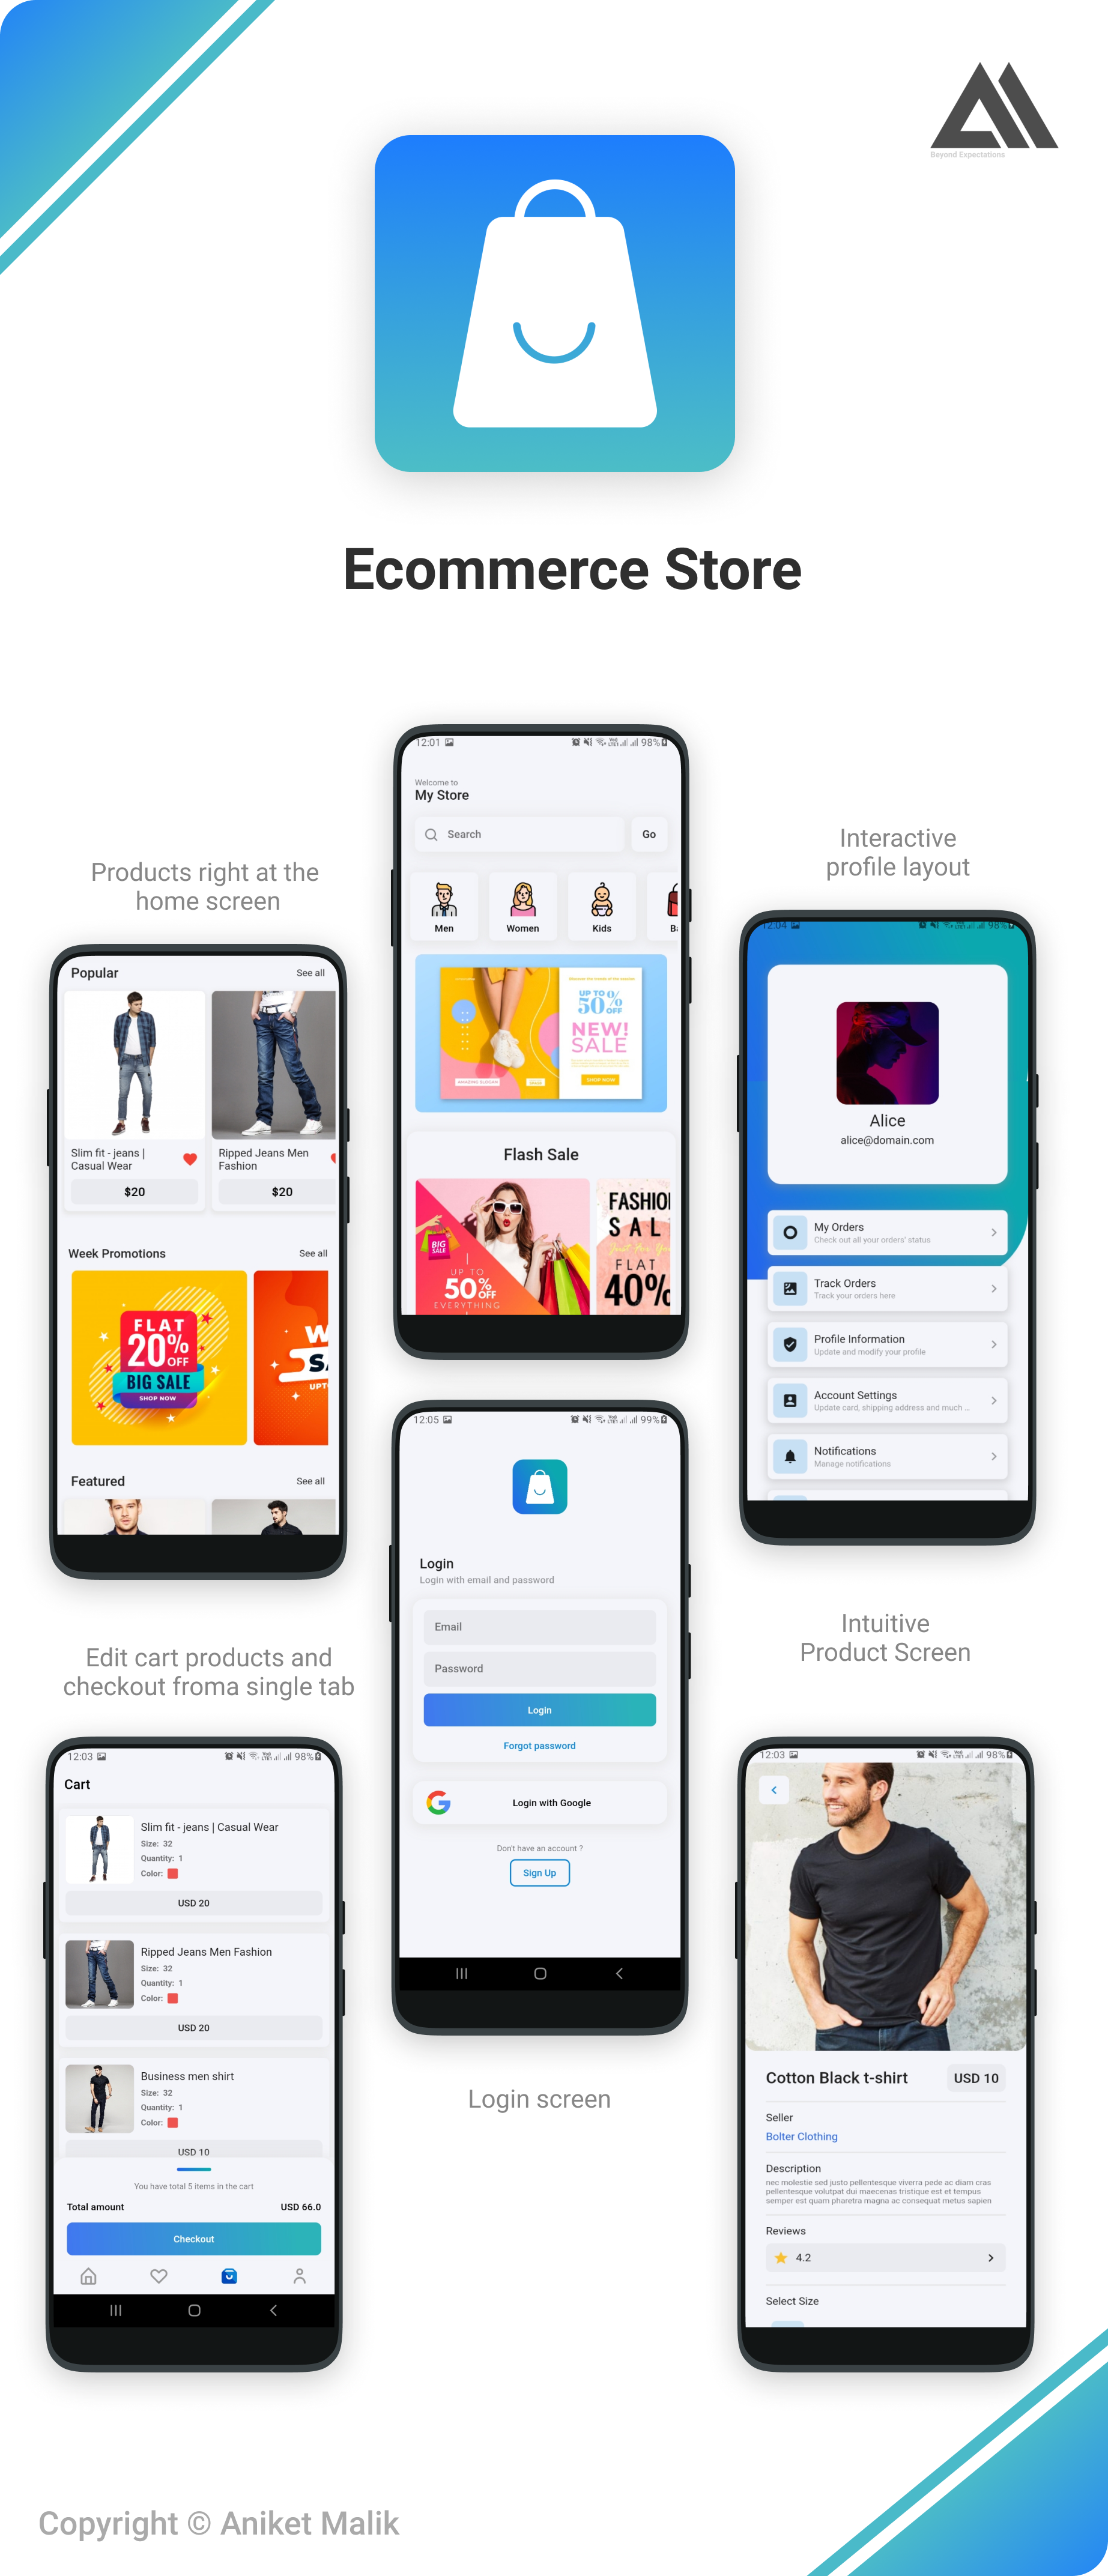 Beyond Expectations
Ecommerce Store
12:01
98%
Welcome to
My Store
Search
Go
Men
Women
Kids
UP TO
50%
OFF
NEW!
SALE
AMAZING SLOGAN
SHOP NOW
Flash Sale
BIG
SALE
UP TO
50%
OFF
EVERYTHING
FASHION
SALE
FLAT
40%
Products right at the
home screen
Popular
See all
Slim fit - jeans |
Casual Wear
$20
Ripped Jeans Men
Fashion
$20
Week Promotions
See all
FLAT
20%
OFF
BIG SALE
SHOP NOW
Featured
See all
Interactive
profile layout
12:04
98%
Alice
alice@domain.com
My Orders
Check out all your orders' status
Track Orders
Track your orders here
Profile Information
Update and modify your profile
Account Settings
Update card, shipping address and much ...
Notifications
Manage notifications
12:05
99%
Login
Login with email and password
Email
Password
Login
Forgot password
Login with Google
Don't have an account ?
Sign Up
Login screen
Edit cart products and
checkout froma single tab
12:03
98%
Cart
Slim fit - jeans | Casual Wear
Size: 32
Quantity: 1
Color:
USD 20
Ripped Jeans Men Fashion
Size: 32
Quantity: 1
Color:
USD 20
Business men shirt
Size: 32
Quantity: 1
Color:
USD 10
You have total 5 items in the cart
Total amount
USD 66.0
Checkout
Intuitive
Product Screen
12:03
98%
Cotton Black t-shirt
USD 10
Seller
Bolter Clothing
Description
nec molestie sed justo pellentesque viverra pede ac diam cras
pellentesque volutpat dui maecenas tristique est et tempus
semper est quam pharetra magna ac consequat metus sapien
Reviews
4.2
Select Size
Copyright © Aniket Malik